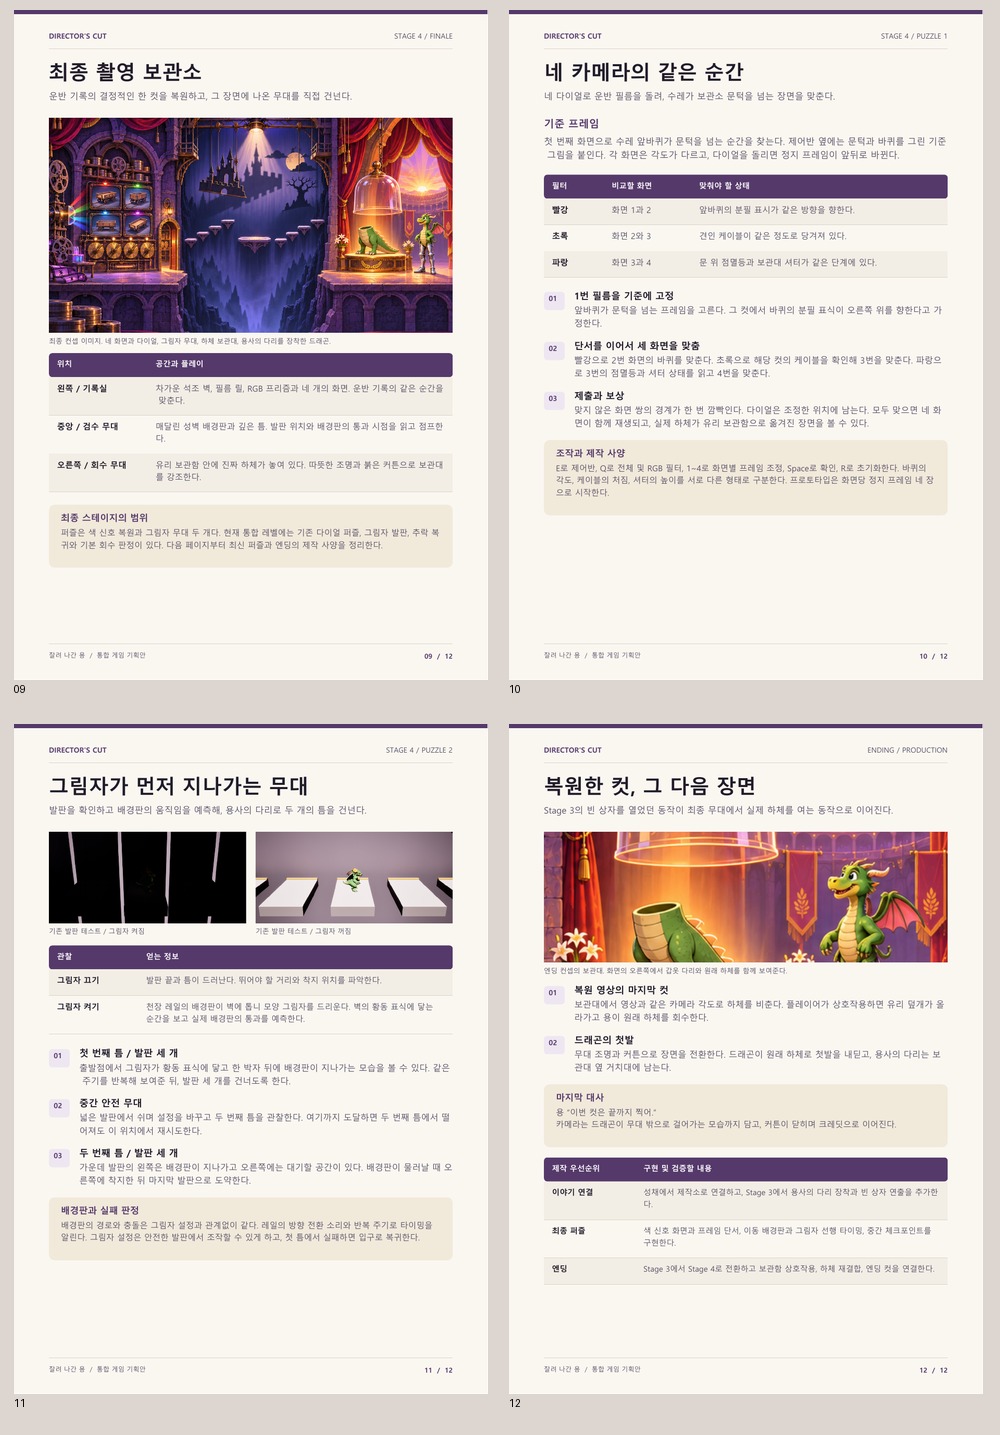 DIRECTOR'S CUT
STAGE 4 / FINALE
최종 촬영 보관소
운반 기록의 결정적인 한 컷을 복원하고, 그 장면에 나온 무대를 직접 건넌다.
최종 컨셉 이미지. 네 화면과 다이얼, 그림자 무대, 하체 보관대, 용사의 다리를 장착한 드래곤.
위치 공간과 플레이
왼쪽 / 기록실 차가운 석조 벽, 필름 릴, RGB 프리즘과 네 개의 화면. 운반 기록의 같은 순간을
맞춘다.
중앙 / 검수 무대 매달린 성벽 배경판과 깊은 틈. 발판 위치와 배경판의 통과 시점을 읽고 점프한
다.
오른쪽 / 회수 무대 유리 보관함 안에 진짜 하체가 놓여 있다. 따뜻한 조명과 붉은 커튼으로 보관대
를 강조한다.
최종 스테이지의 범위
퍼즐은 색 신호 복원과 그림자 무대 두 개다. 현재 통합 레벨에는 기존 다이얼 퍼즐, 그림자 발판, 추락 복
귀와 기본 회수 판정이 있다. 다음 페이지부터 최신 퍼즐과 엔딩의 제작 사양을 정리한다.
잘려 나간 용 / 통합 게임 기획안
09 / 12
09
DIRECTOR'S CUT
STAGE 4 / PUZZLE 1
네 카메라의 같은 순간
네 다이얼로 운반 필름을 돌려, 수레가 보관소 문턱을 넘는 장면을 맞춘다.
기준 프레임
첫 번째 화면으로 수레 앞바퀴가 문턱을 넘는 순간을 찾는다. 제어반 옆에는 문턱과 바퀴를 그린 기준
그림을 붙인다. 각 화면은 각도가 다르고, 다이얼을 돌리면 정지 프레임이 앞뒤로 바뀐다.
필터 비교할 화면 맞춰야 할 상태
빨강 화면 1과 2 앞바퀴의 분필 표시가 같은 방향을 향한다.
초록 화면 2와 3 견인 케이블이 같은 정도로 당겨져 있다.
파랑 화면 3과 4 문 위 점멸등과 보관대 셔터가 같은 단계에 있다.
01 1번 필름을 기준에 고정
앞바퀴가 문턱을 넘는 프레임을 고른다. 그 컷에서 바퀴의 분필 표식이 오른쪽 위를 향한다고 가
정한다.
02 단서를 이어서 세 화면을 맞춤
빨강으로 2번 화면의 바퀴를 맞춘다. 초록으로 해당 컷의 케이블을 확인해 3번을 맞춘다. 파랑으
로 3번의 점멸등과 셔터 상태를 읽고 4번을 맞춘다.
03 제출과 보상
맞지 않은 화면 쌍의 경계가 한 번 깜빡인다. 다이얼은 조정한 위치에 남는다. 모두 맞으면 네 화
면이 함께 재생되고, 실제 하체가 유리 보관함으로 옮겨진 장면을 볼 수 있다.
조작과 제작 사양
E로 제어반, Q로 전체 및 RGB 필터, 1~4로 화면별 프레임 조정, Space로 확인, R로 초기화한다. 바퀴의
각도, 케이블의 처짐, 셔터의 높이를 서로 다른 형태로 구분한다. 프로토타입은 화면당 정지 프레임 네 장
으로 시작한다.
잘려 나간 용 / 통합 게임 기획안
10 / 12
10
DIRECTOR'S CUT
STAGE 4 / PUZZLE 2
그림자가 먼저 지나가는 무대
발판을 확인하고 배경판의 움직임을 예측해, 용사의 다리로 두 개의 틈을 건넌다.
기존 발판 테스트 / 그림자 켜짐
기존 발판 테스트 / 그림자 꺼짐
관찰 얻는 정보
그림자 끄기 발판 끝과 틈이 드러난다. 뛰어야 할 거리와 착지 위치를 파악한다.
그림자 켜기 천장 레일의 배경판이 벽에 톱니 모양 그림자를 드리운다. 벽의 황동 표식에 닿는
순간을 보고 실제 배경판의 통과를 예측한다.
01 첫 번째 틈 / 발판 세 개
출발점에서 그림자가 황동 표식에 닿고 한 박자 뒤에 배경판이 지나가는 모습을 볼 수 있다. 같은
주기를 반복해 보여준 뒤, 발판 세 개를 건너도록 한다.
02 중간 안전 무대
넓은 발판에서 쉬며 설정을 바꾸고 두 번째 틈을 관찰한다. 여기까지 도달하면 두 번째 틈에서 떨
어져도 이 위치에서 재시도한다.
03 두 번째 틈 / 발판 세 개
가운데 발판의 왼쪽은 배경판이 지나가고 오른쪽에는 대기할 공간이 있다. 배경판이 물러날 때 오
른쪽에 착지한 뒤 마지막 발판으로 도약한다.
배경판과 실패 판정
배경판의 경로와 충돌은 그림자 설정과 관계없이 같다. 레일의 방향 전환 소리와 반복 주기로 타이밍을
알린다. 그림자 설정은 안전한 발판에서 조작할 수 있게 하고, 첫 틈에서 실패하면 입구로 복귀한다.
잘려 나간 용 / 통합 게임 기획안
11 / 12
11
DIRECTOR'S CUT
ENDING / PRODUCTION
복원한 컷, 그 다음 장면
Stage 3의 빈 상자를 열었던 동작이 최종 무대에서 실제 하체를 여는 동작으로 이어진다.
엔딩 컨셉의 보관대. 화면의 오른쪽에서 갑옷 다리와 원래 하체를 함께 보여준다.
01 복원 영상의 마지막 컷
보관대에서 영상과 같은 카메라 각도로 하체를 비춘다. 플레이어가 상호작용하면 유리 덮개가 올
라가고 용이 원래 하체를 회수한다.
02 드래곤의 첫발
무대 조명과 커튼으로 장면을 전환한다. 드래곤이 원래 하체로 첫발을 내딛고, 용사의 다리는 보
관대 옆 거치대에 남는다.
마지막 대사
용 “이번 컷은 끝까지 찍어.”
카메라는 드래곤이 무대 밖으로 걸어가는 모습까지 담고, 커튼이 닫히며 크레딧으로 이어진다.
제작 우선순위 구현 및 검증할 내용
이야기 연결 성채에서 제작소로 연결하고, Stage 3에서 용사의 다리 장착과 빈 상자 연출을 추가한
다.
최종 퍼즐 색 신호 화면과 프레임 단서, 이동 배경판과 그림자 선행 타이밍, 중간 체크포인트를
구현한다.
엔딩 Stage 3에서 Stage 4로 전환하고 보관함 상호작용, 하체 재결합, 엔딩 컷을 연결한다.
잘려 나간 용 / 통합 게임 기획안
12 / 12
12